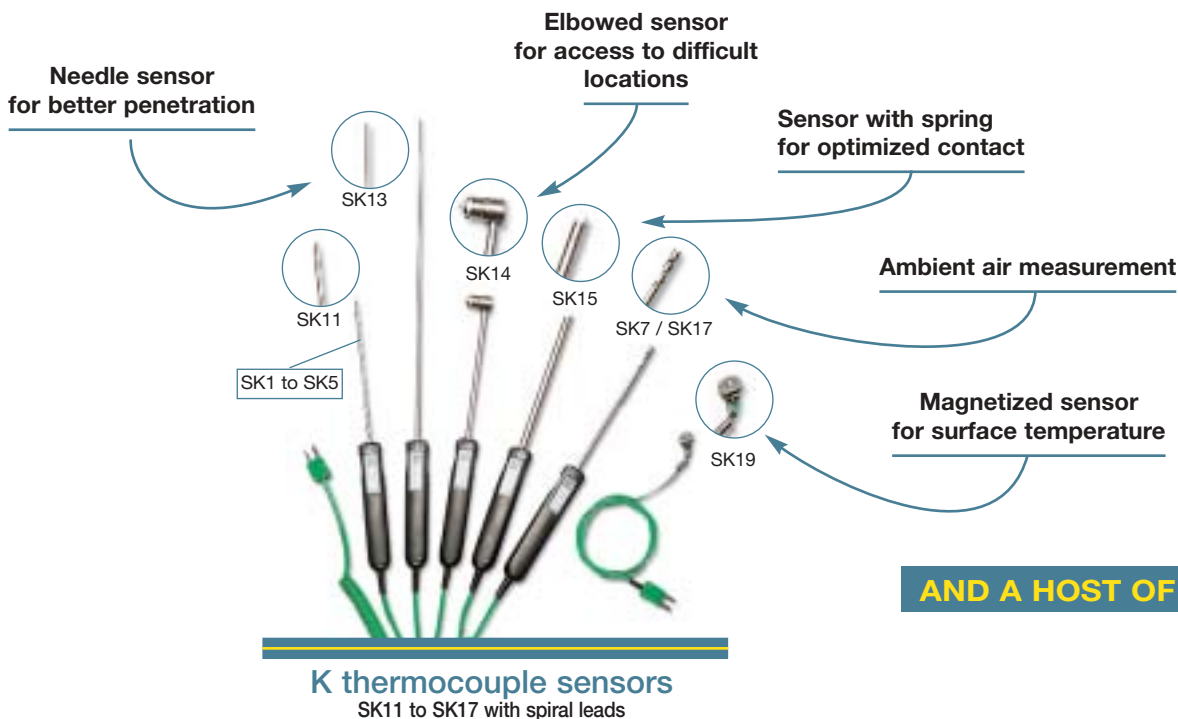 Elbowed sensor
for access to difficult
locations
Needle sensor
for better penetration
Sensor with spring
for optimized contact
SK13
SK14
SK15
Ambient air measurement
SK11
SK7 / SK17
SK1 to SK5
Magnetized sensor
for surface temperature
SK19
AND A HOST OF
K thermocouple sensors
SK11 to SK17 with spiral leads